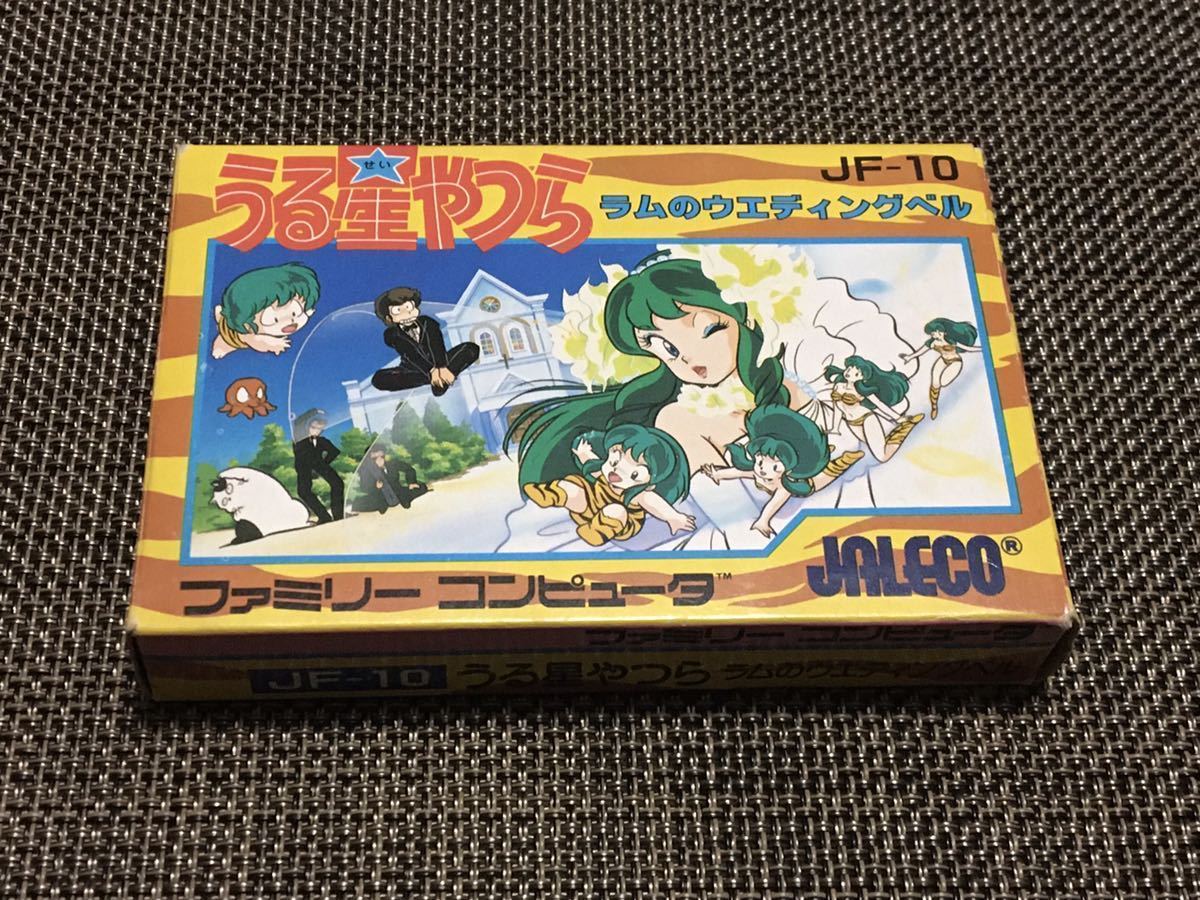 JF-10
うる星やつら
せい
ラムのウエディングベル
ファミリー コンピュータ™
JALECO®
ファミリー コンピュータ
JF-10 うる星やつら ラムのウエディングベル